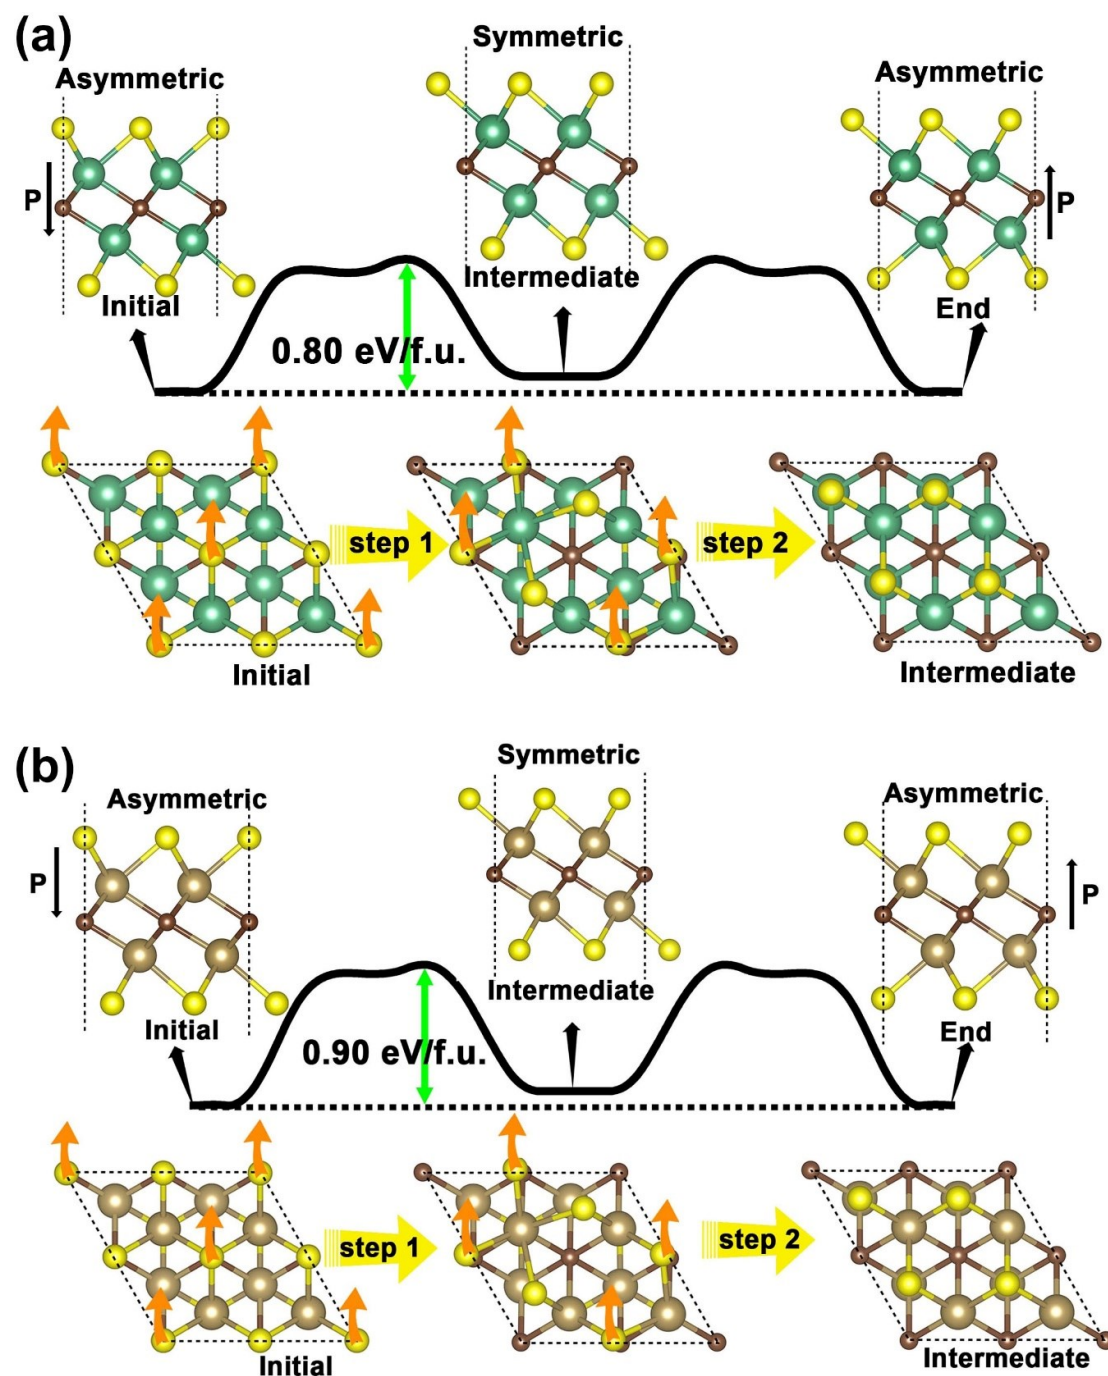 (a)
Symmetric
Asymmetric
Asymmetric
P
P
Initial
Intermediate
End
0.80 eV/f.u.
step 1
step 2
Initial
Intermediate
(b)
Symmetric
Asymmetric
Asymmetric
P
P
Initial
Intermediate
End
0.90 eV/f.u.
step 1
step 2
Initial
Intermediate